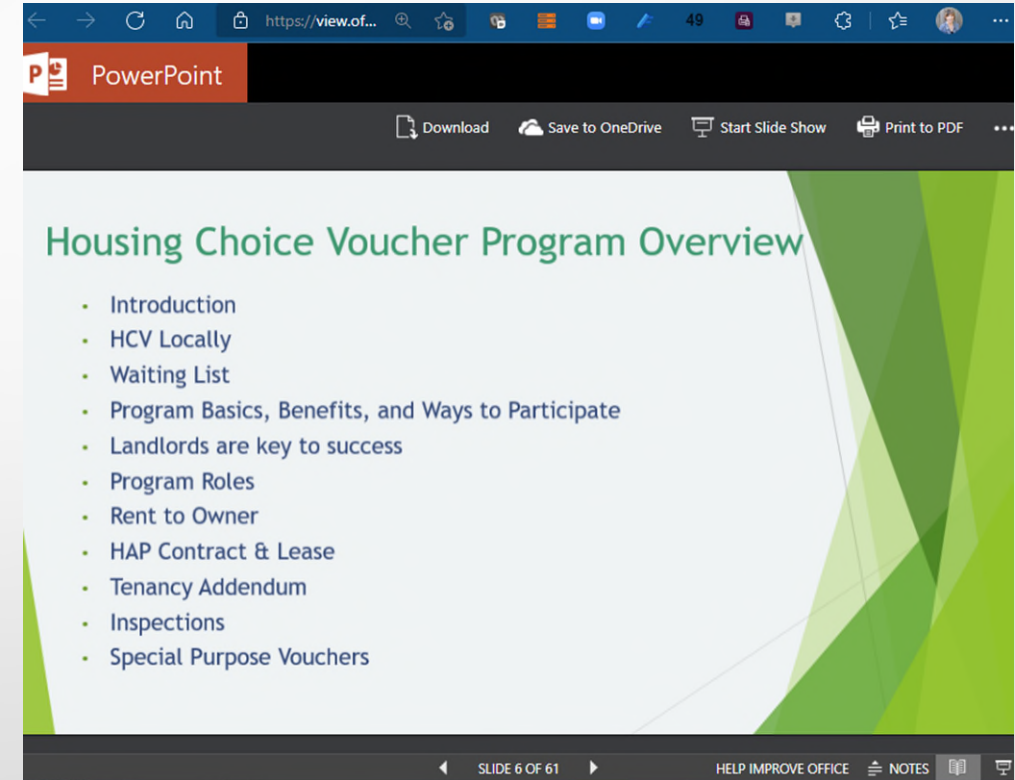 https://view.of...
49
PowerPoint
Download
Save to OneDrive
Start Slide Show
Print to PDF
Housing Choice Voucher Program Overview
Introduction
HCV Locally
Waiting List
Program Basics, Benefits, and Ways to Participate
Landlords are key to success
Program Roles
Rent to Owner
HAP Contract & Lease
Tenancy Addendum
Inspections
Special Purpose Vouchers
SLIDE 6 OF 61
HELP IMPROVE OFFICE
NOTES